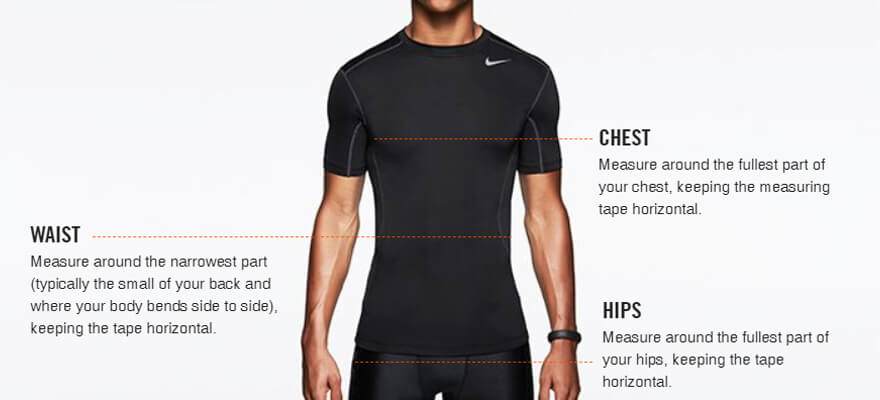 CHEST
Measure around the fullest part of
your chest, keeping the measuring
tape horizontal.
WAIST
Measure around the narrowest part
(typically the small of your back and
where your body bends side to side),
keeping the tape horizontal.
HIPS
Measure around the fullest part of
your hips, keeping the tape
horizontal.